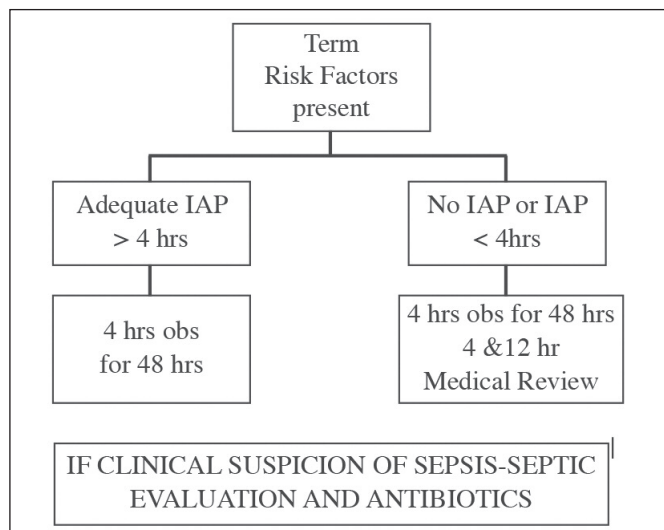 Term
Risk Factors
present
Adequate IAP
> 4 hrs
No IAP or IAP
< 4hrs
4 hrs obs
for 48 hrs
4 hrs obs for 48 hrs
4 &12 hr
Medical Review
IF CLINICAL SUSPICION OF SEPSIS-SEPTIC
EVALUATION AND ANTIBIOTICS